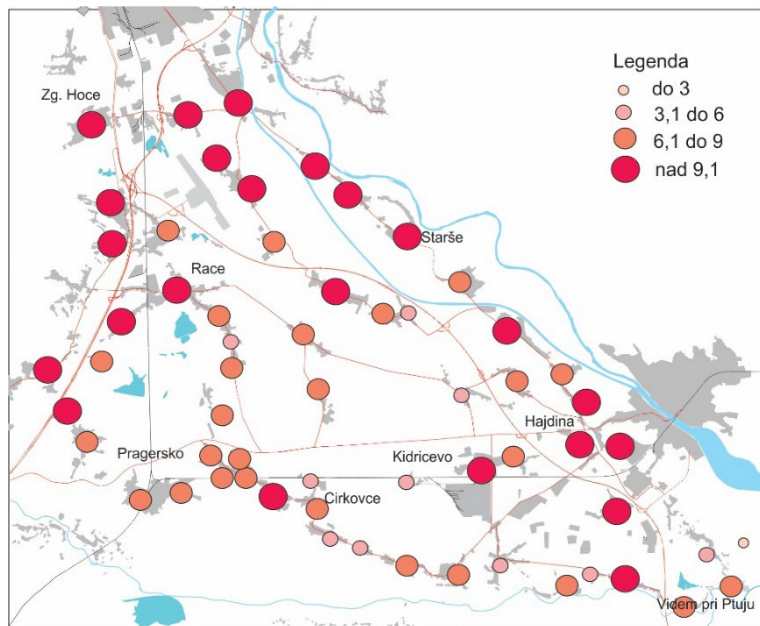 Legenda
do 3
3,1 do 6
6,1 do 9
nad 9,1
Zg. Hoce
Starše
Race
Hajdina
Pragersko
Kidricevo
Cirkovce
Videm pri Ptuju